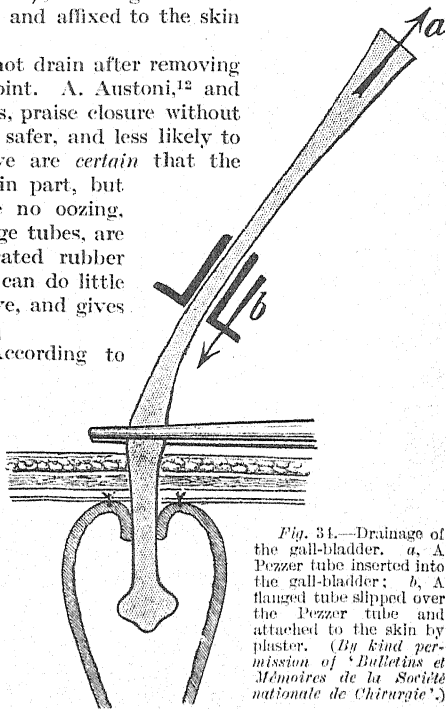 and affixed to the skin
not drain after removing
point. A. Austoni,¹² and
s, praise closure without
safer, and less likely to
ve are certain that the
in part, but
no oozing,
ge tubes, are
rated rubber
can do little
ve, and gives
According to
a
b
Fig. 34.—Drainage of
the gall-bladder. a, A
Pezzer tube inserted into
the gall-bladder; b, A
flanged tube slipped over
the Pezzer tube and
attached to the skin by
plaster. (By kind per-
mission of ‘Bulletins et
Mémoires de la Société
nationale de Chirurgie’.)